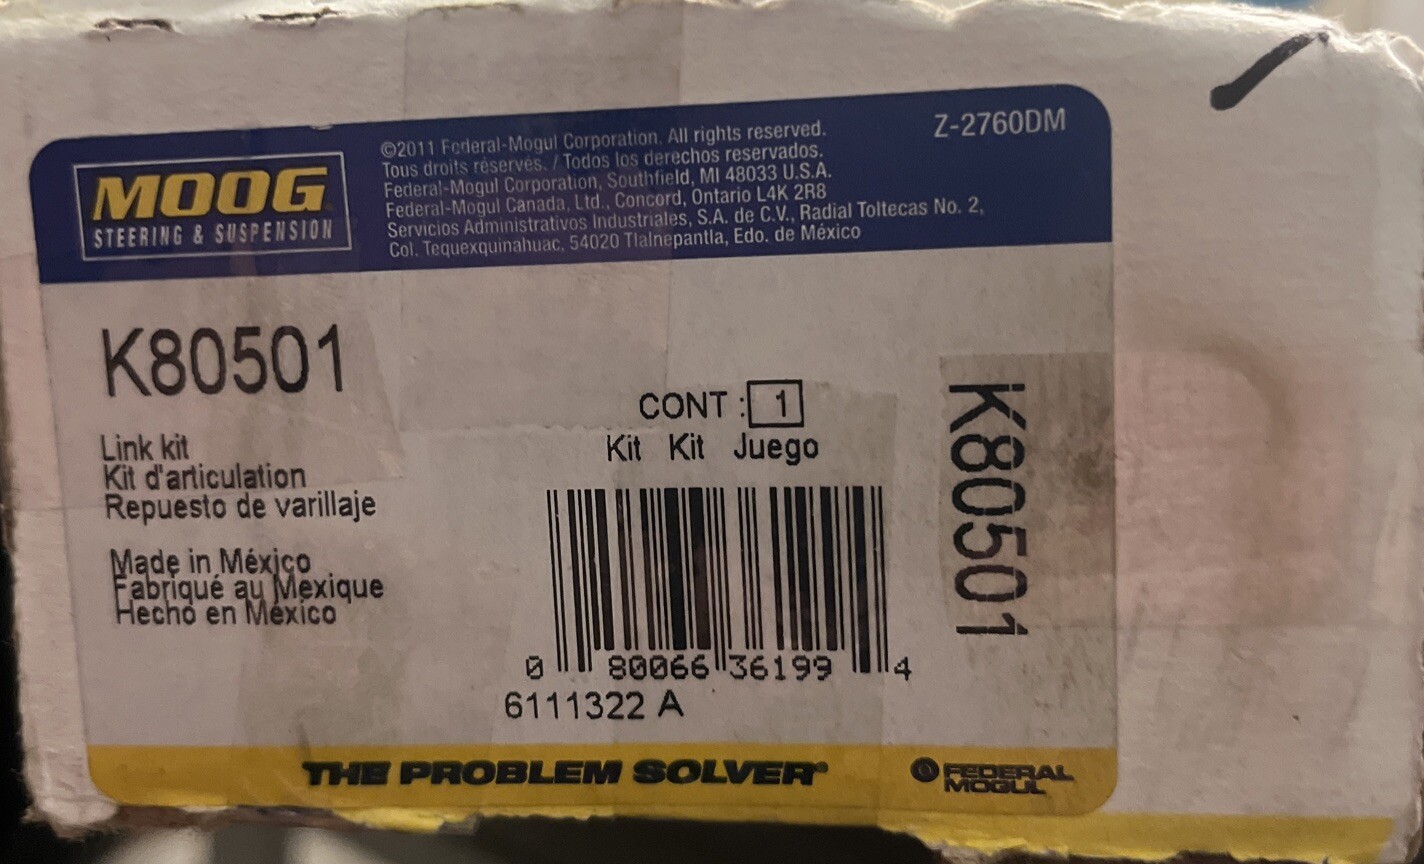 MOOG
STEERING & SUSPENSION
©2011 Federal-Mogul Corporation. All rights reserved.
Tous droits réservés. / Todos los derechos reservados.
Federal-Mogul Corporation, Southfield, MI 48033 U.S.A.
Federal-Mogul Canada, Ltd., Concord, Ontario L4K 2R8
Servicios Administrativos Industriales, S.A. de C.V., Radial Toltecas No. 2,
Col. Tequexquinahuac, 54020 Tlalnepantla, Edo. de México
Z-2760DM
K80501
Link kit
Kit d'articulation
Repuesto de varillaje
Made in México
Fabriqué au Mexique
Hecho en México
CONT : 1
Kit Kit Juego
0 80066 36199 4
6111322 A
K80501
THE PROBLEM SOLVER®
FEDERAL
MOGUL